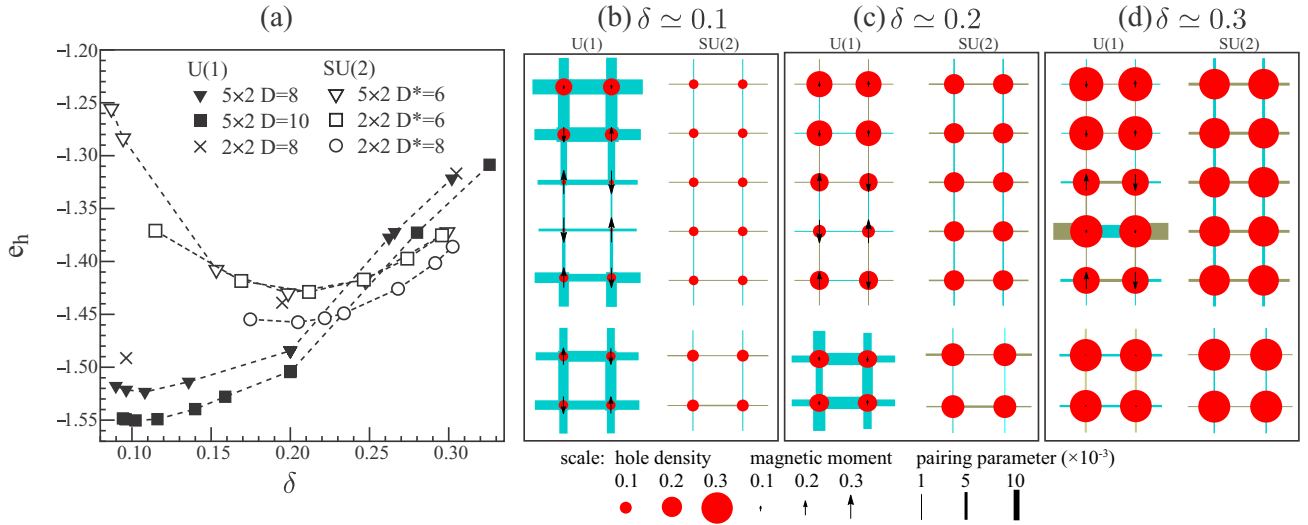 (a)
(b) δ ≃ 0.1
(c) δ ≃ 0.2
(d) δ ≃ 0.3
U(1) SU(2)
U(1) SU(2)
U(1) SU(2)
−1.20
−1.25
−1.30
−1.35
−1.40
−1.45
−1.50
−1.55
e_h
U(1) SU(2)
5×2 D=8 5×2 D*=6
5×2 D=10 2×2 D*=6
2×2 D=8 2×2 D*=8
0.10 0.15 0.20 0.25 0.30
δ
scale: hole density magnetic moment pairing parameter (×10⁻³)
0.1 0.2 0.3 0.1 0.2 0.3 1 5 10